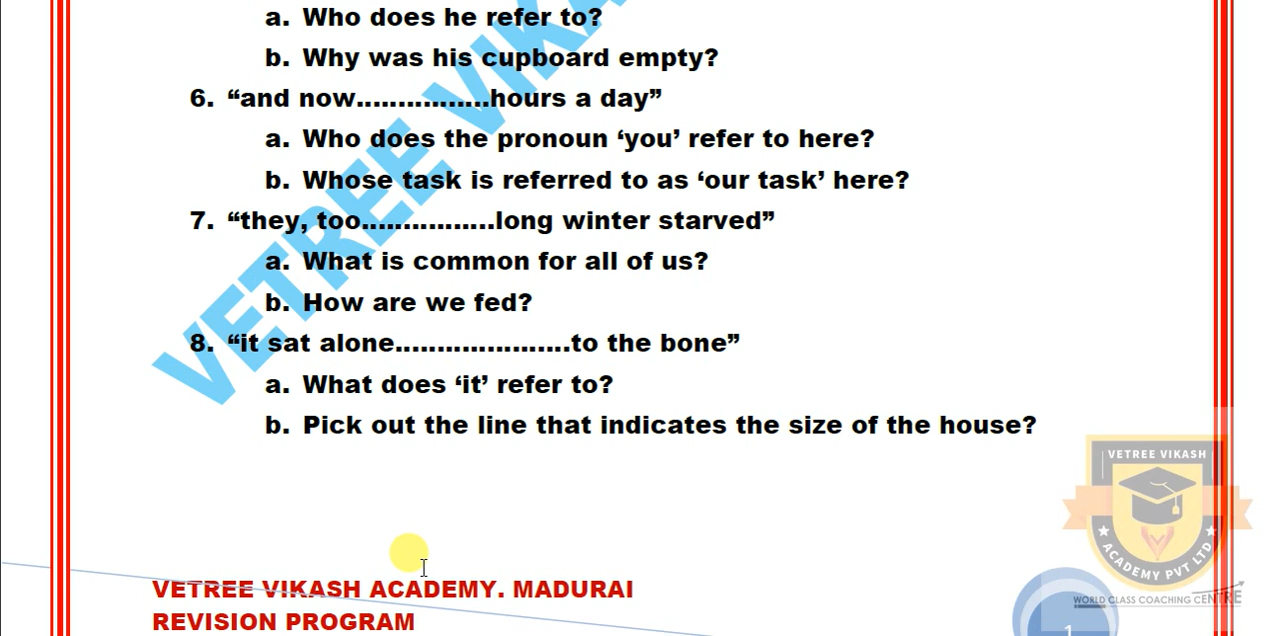 a. Who does he refer to?
b. Why was his cupboard empty?
6. “and now................hours a day”
a. Who does the pronoun ‘you’ refer to here?
b. Whose task is referred to as ‘our task’ here?
7. “they, too................long winter starved”
a. What is common for all of us?
b. How are we fed?
8. “it sat alone.....................to the bone”
a. What does ‘it’ refer to?
b. Pick out the line that indicates the size of the house?
VETREE VIKA
VETREE VIKASH
ACADEMY PVT LTD
WORLD CLASS COACHING CENTRE
VETREE VIKASH ACADEMY. MADURAI
REVISION PROGRAM
1